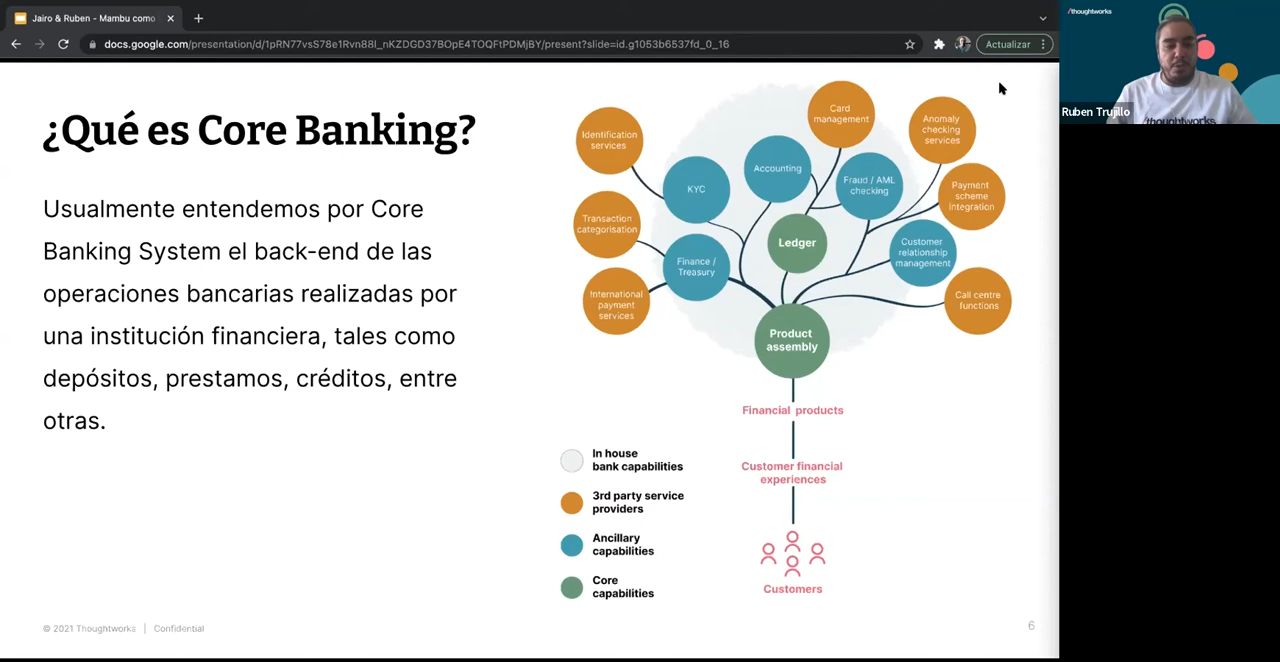 Jairo & Ruben - Mambu como
docs.google.com/presentation/d/1pRN77vsS78e1Rvn88I_nKZDGD37BOpE4TOQFtPDMjBY/present?slide=id.g1053b6537fd_0_16
Actualizar
/thoughtworks
Ruben Trujillo
/thoughtworks
¿Qué es Core Banking?
Usualmente entendemos por Core
Banking System el back-end de las
operaciones bancarias realizadas por
una institución financiera, tales como
depósitos, prestamos, créditos, entre
otras.
Identification
services
KYC
Accounting
Card
management
Fraud / AML
checking
Anomaly
checking
services
Payment
scheme
integration
Transaction
categorisation
Finance /
Treasury
Ledger
Customer
relationship
management
International
payment
services
Call centre
functions
Product
assembly
Financial products
Customer financial
experiences
Customers
In house
bank capabilities
3rd party service
providers
Ancillary
capabilities
Core
capabilities
© 2021 Thoughtworks | Confidential
6